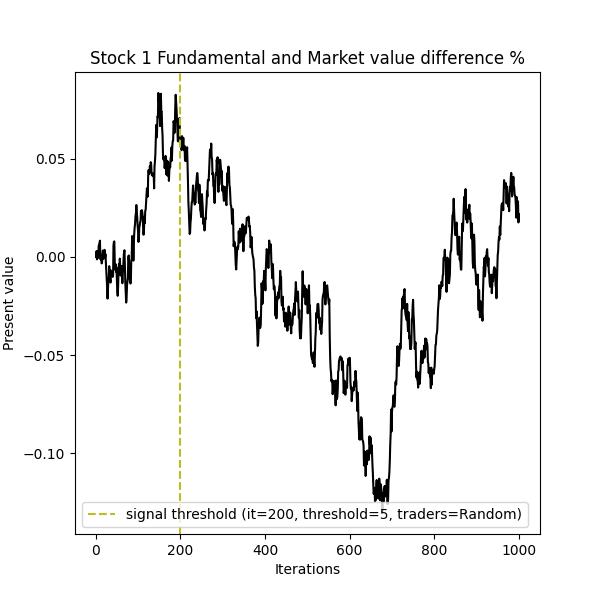 Stock 1 Fundamental and Market value difference %
Present value
0.05
0.00
−0.05
−0.10
signal threshold (it=200, threshold=5, traders=Random)
0 200 400 600 800 1000
Iterations